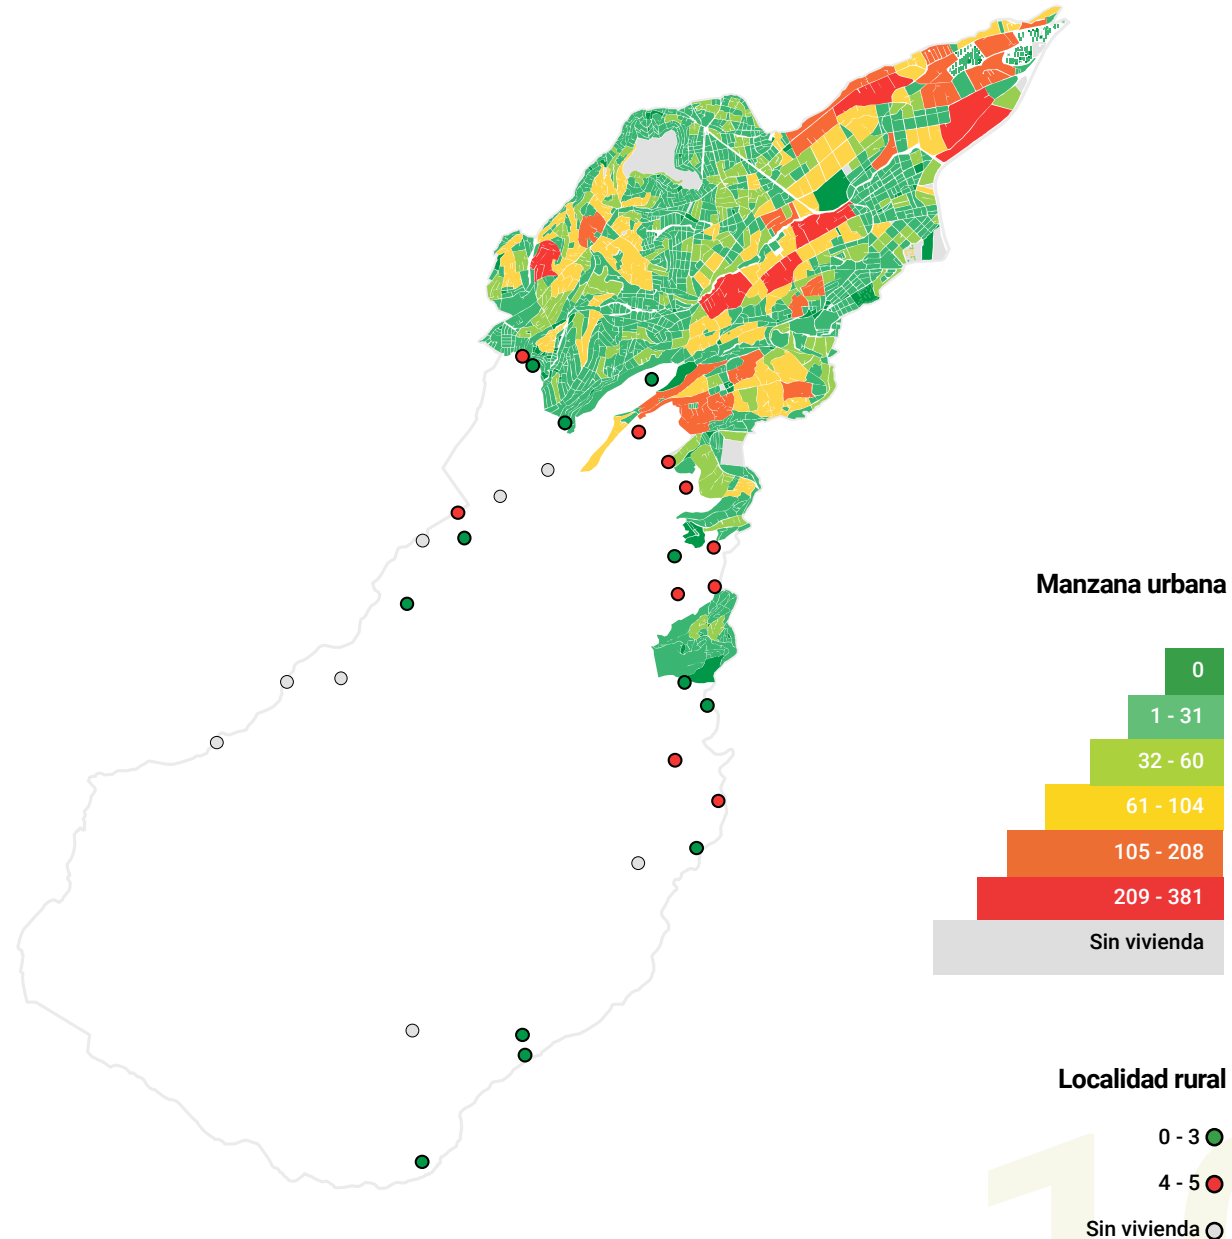 Manzana urbana
0
1 - 31
32 - 60
61 - 104
105 - 208
209 - 381
Sin vivienda
Localidad rural
0 - 3
4 - 5
Sin vivienda